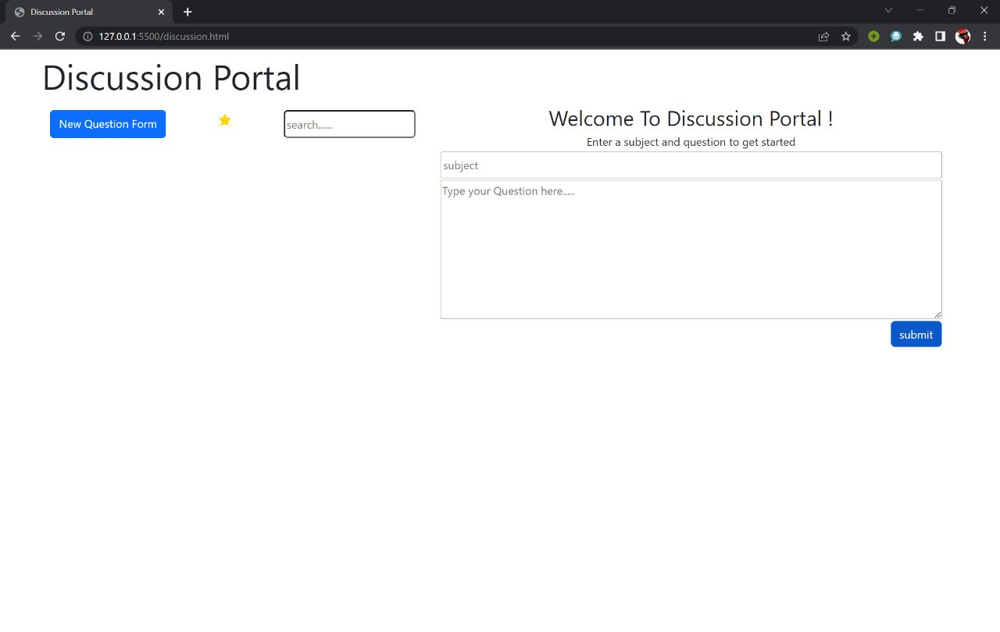 Discussion Portal
127.0.0.1:5500/discussion.html
Discussion Portal
New Question Form
search......
Welcome To Discussion Portal !
Enter a subject and question to get started
subject
Type your Question here.....
submit